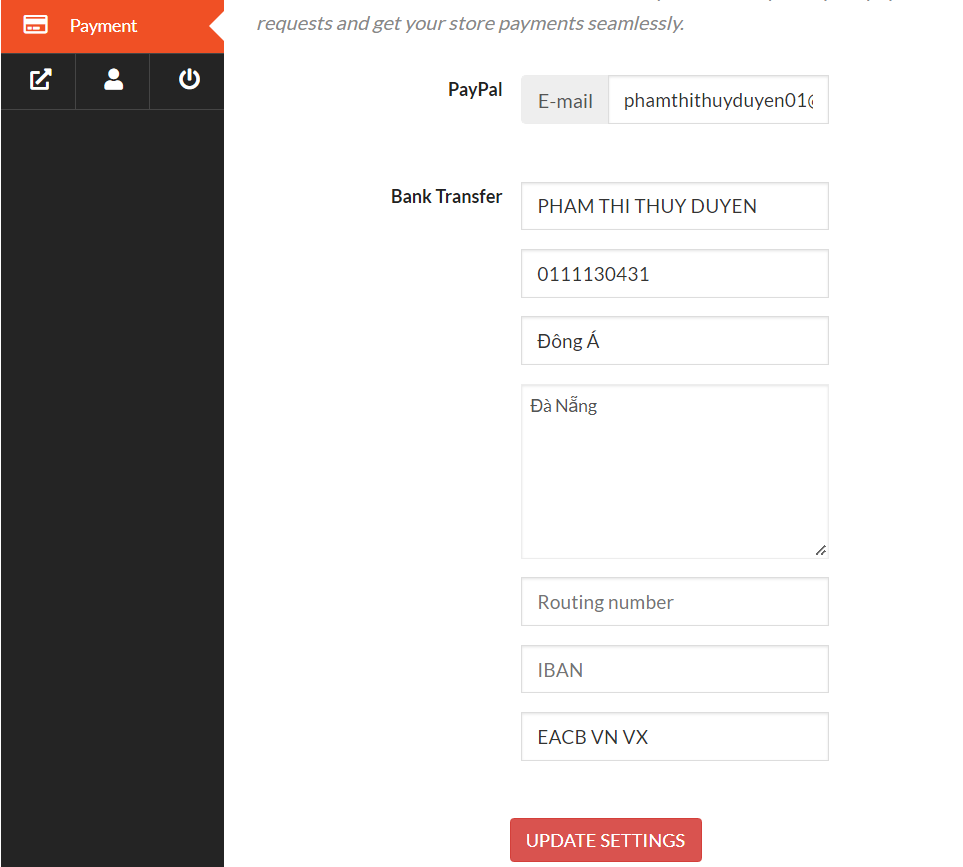 Payment
requests and get your store payments seamlessly.
PayPal
E-mail
phamthithuyduyen01@
Bank Transfer
PHAM THI THUY DUYEN
0111130431
Đông Á
Đà Nẵng
Routing number
IBAN
EACB VN VX
UPDATE SETTINGS